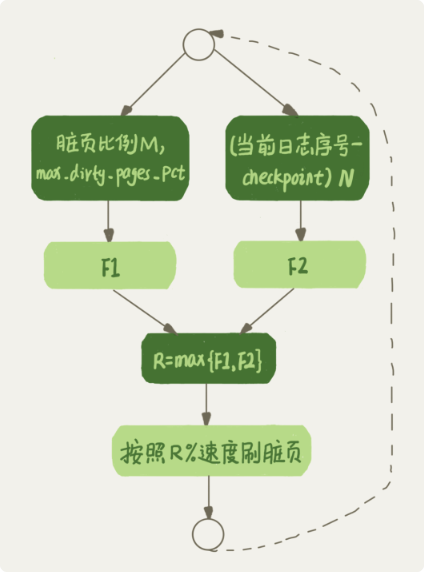 脏页比例M,
max_dirty_pages_pct
(当前日志序号-
checkpoint) N
F1
F2
R=max{F1,F2}
按照R%速度刷脏页